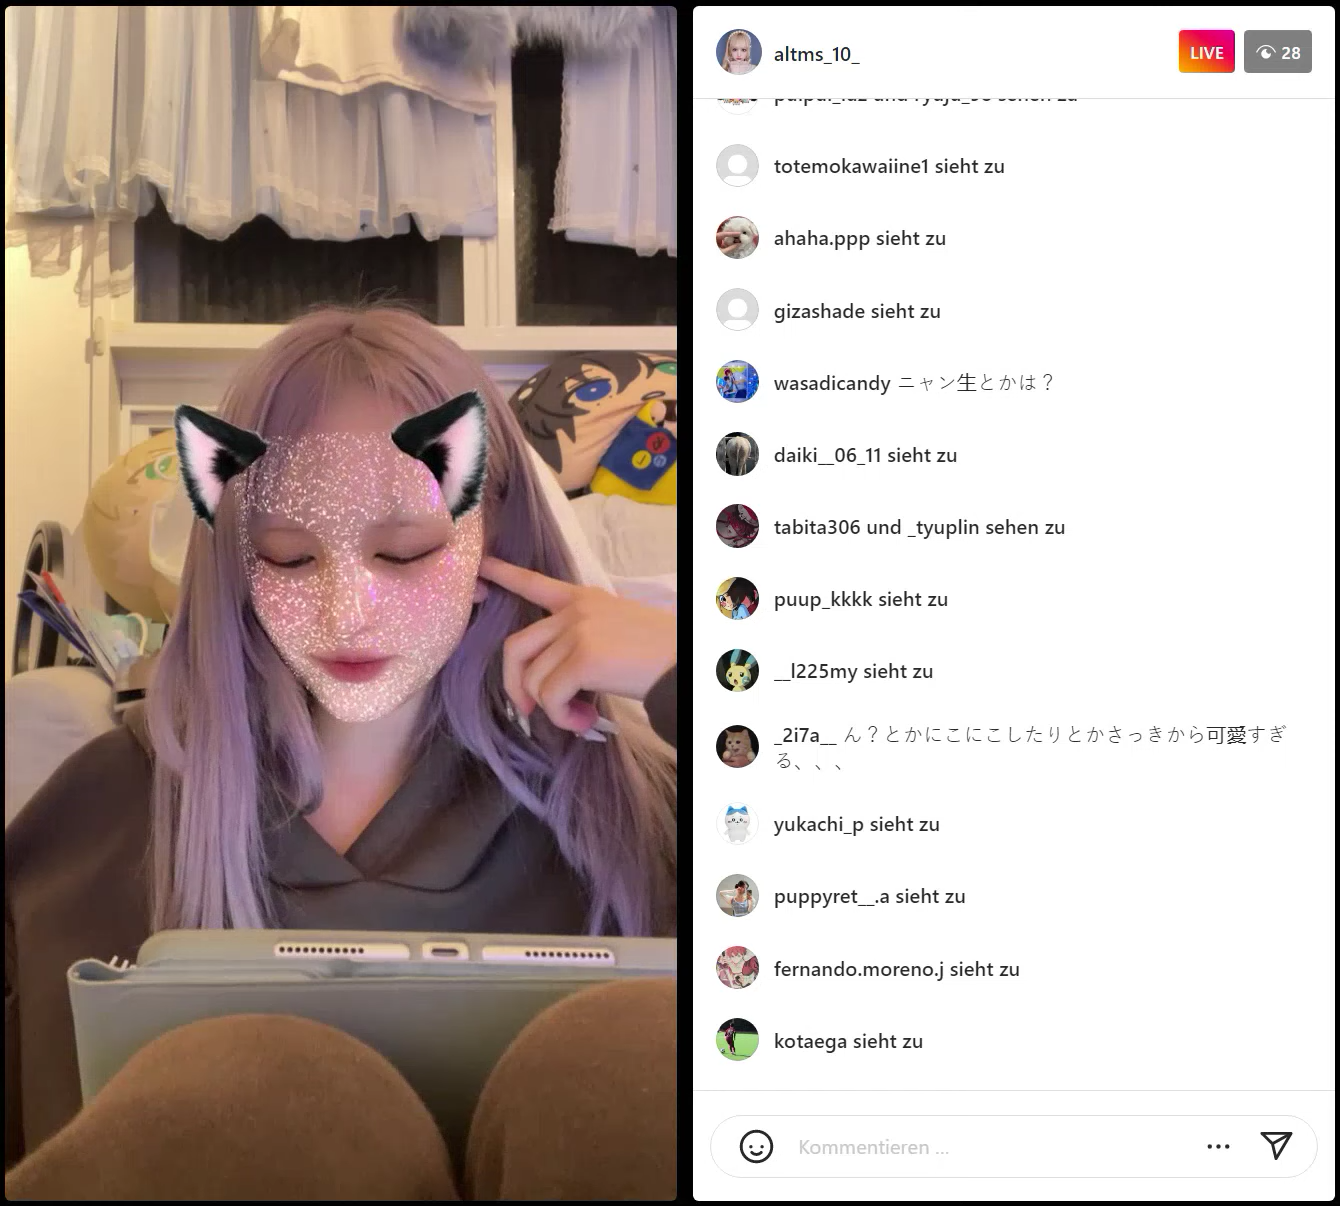 altms_10_
LIVE
28
totemokawaiine1 sieht zu
ahaha.ppp sieht zu
gizashade sieht zu
wasadicandy ニャン生とかは？
daiki__06_11 sieht zu
tabita306 und _tyuplin sehen zu
puup_kkkk sieht zu
__l225my sieht zu
_2i7a__ ん？とかにこにこしたりとかさっきから可愛すぎ
る、、、
yukachi_p sieht zu
puppyret__.a sieht zu
fernando.moreno.j sieht zu
kotaega sieht zu
Kommentieren ...